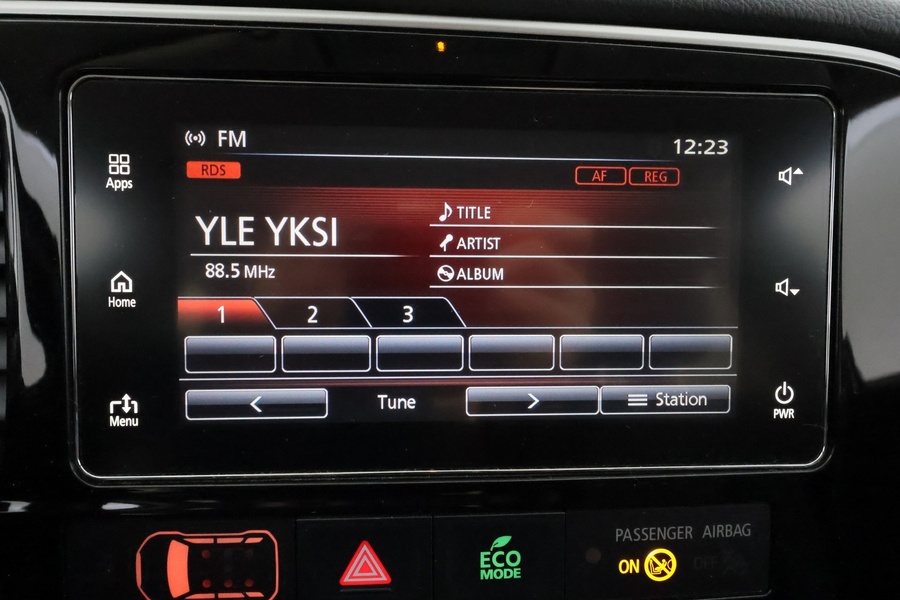 FM
12:23
RDS
AF REG
YLE YKSI
88.5 MHz
TITLE
ARTIST
ALBUM
1 2 3
< Tune > Station
Apps
Home
Menu
PWR
ECO
MODE
PASSENGER AIRBAG
ON OFF